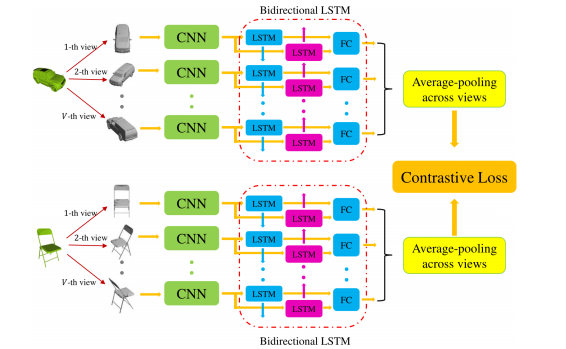 Bidirectional LSTM
1-th view
CNN
LSTM
LSTM
FC
2-th view
CNN
LSTM
LSTM
FC
Average-pooling
across views
V-th view
CNN
LSTM
LSTM
FC
Contrastive Loss
1-th view
CNN
LSTM
LSTM
FC
2-th view
CNN
LSTM
LSTM
FC
Average-pooling
across views
V-th view
CNN
LSTM
LSTM
FC
Bidirectional LSTM